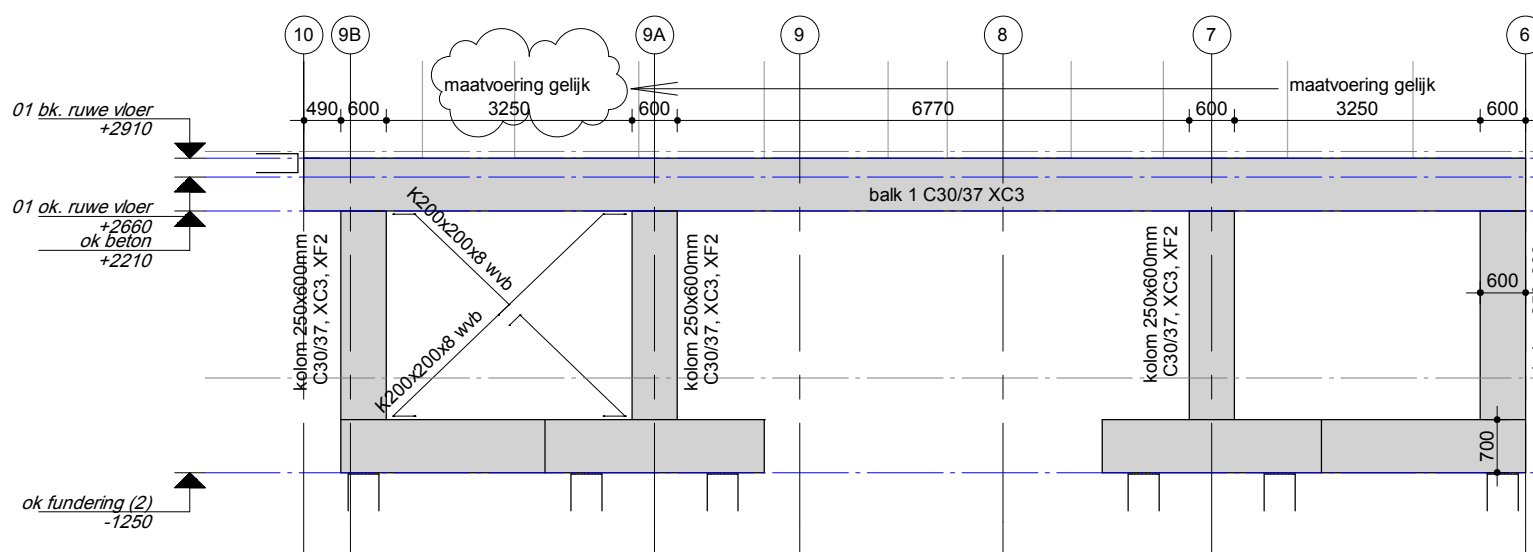 10
9B
9A
9
8
7
6
maatvoering gelijk
maatvoering gelijk
490
600
3250
600
6770
600
3250
600
01 bk. ruwe vloer
+2910
01 ok. ruwe vloer
+2660
ok beton
+2210
balk 1 C30/37 XC3
kolom 250x600mm
C30/37, XC3, XF2
K200x200x8 wvb
K200x200x8 wvb
kolom 250x600mm
C30/37, XC3, XF2
kolom 250x600mm
C30/37, XC3, XF2
600
700
ok fundering (2)
-1250